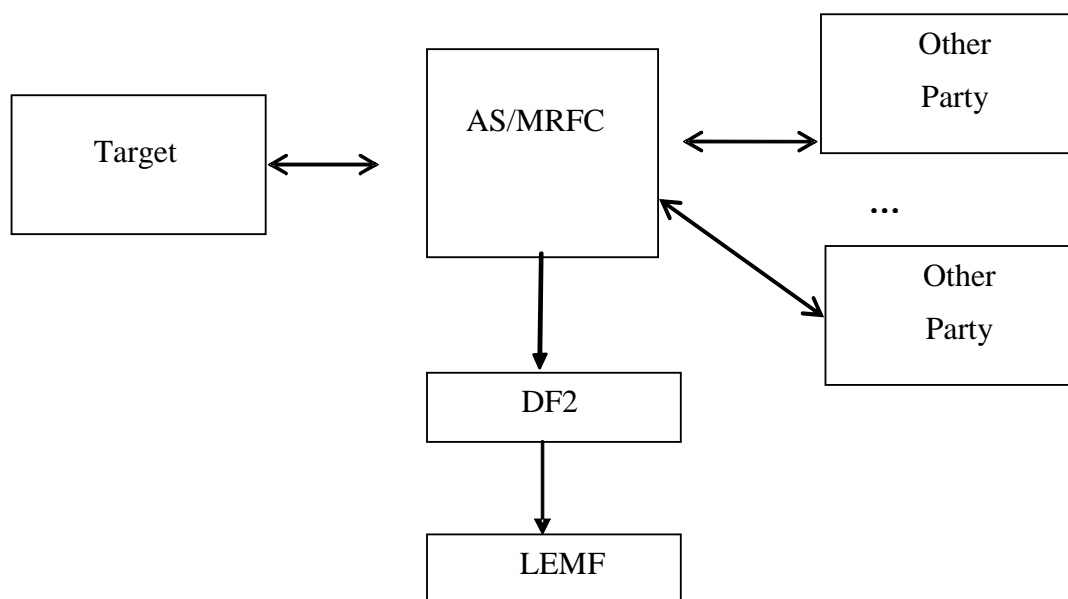 Target
AS/MRFC
Other
Party
...
Other
Party
DF2
LEMF